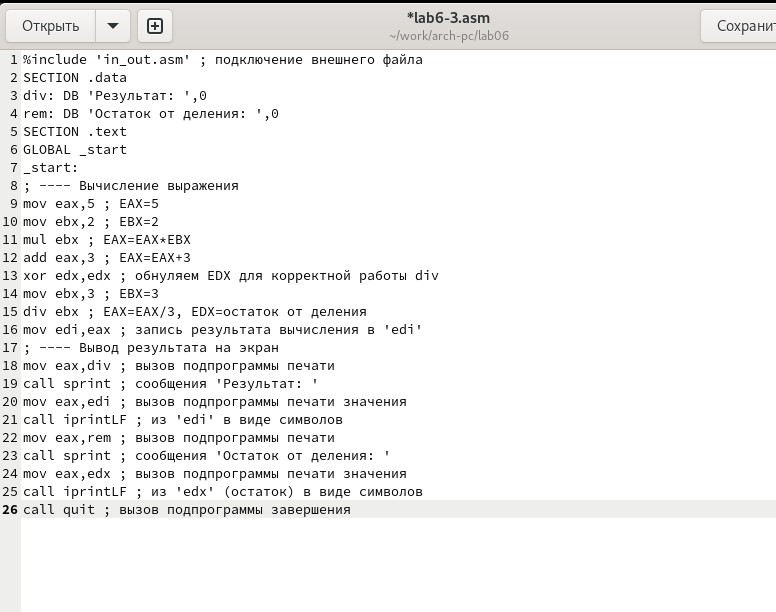 Открыть
*lab6-3.asm
~/work/arch-pc/lab06
Сохранит
1 %include 'in_out.asm' ; подключение внешнего файла
2 SECTION .data
3 div: DB 'Результат: ',0
4 rem: DB 'Остаток от деления: ',0
5 SECTION .text
6 GLOBAL _start
7 _start:
8 ; ---- Вычисление выражения
9 mov eax,5 ; EAX=5
10 mov ebx,2 ; EBX=2
11 mul ebx ; EAX=EAX*EBX
12 add eax,3 ; EAX=EAX+3
13 xor edx,edx ; обнуляем EDX для корректной работы div
14 mov ebx,3 ; EBX=3
15 div ebx ; EAX=EAX/3, EDX=остаток от деления
16 mov edi,eax ; запись результата вычисления в 'edi'
17 ; ---- Вывод результата на экран
18 mov eax,div ; вызов подпрограммы печати
19 call sprint ; сообщения 'Результат: '
20 mov eax,edi ; вызов подпрограммы печати значения
21 call iprintLF ; из 'edi' в виде символов
22 mov eax,rem ; вызов подпрограммы печати
23 call sprint ; сообщения 'Остаток от деления: '
24 mov eax,edx ; вызов подпрограммы печати значения
25 call iprintLF ; из 'edx' (остаток) в виде символов
26 call quit ; вызов подпрограммы завершения